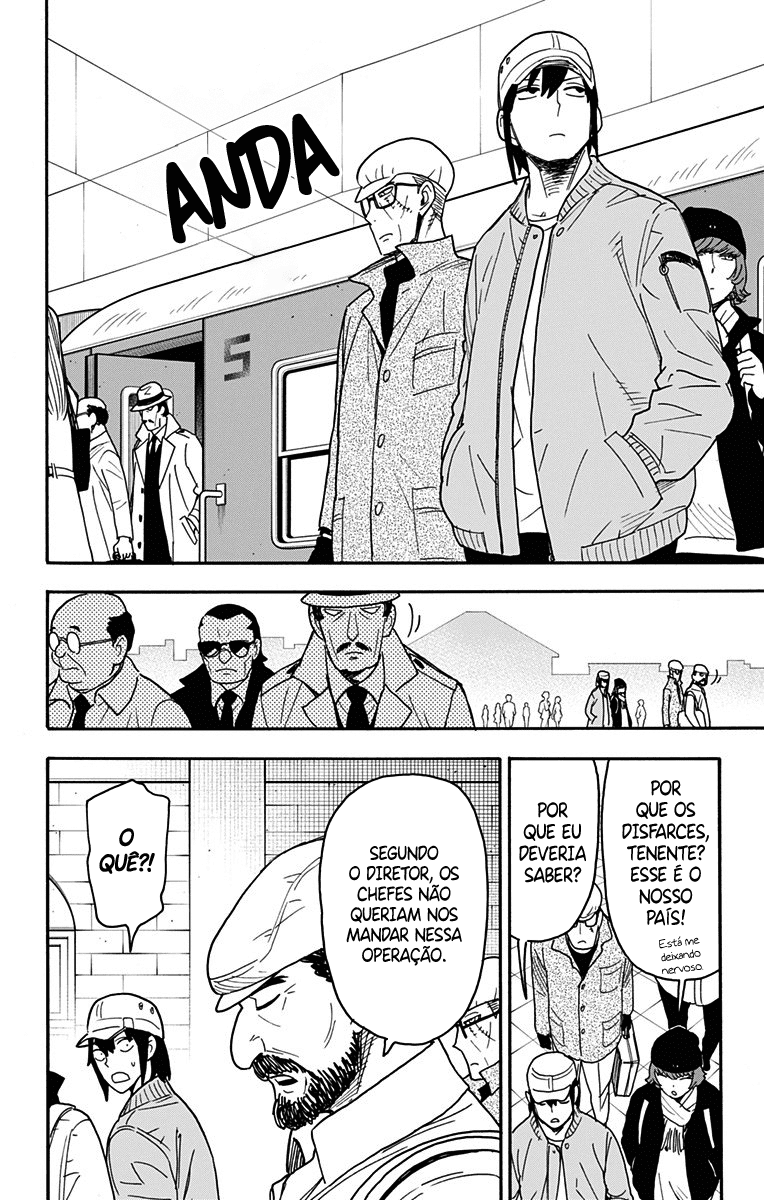 ANDA
5
POR
QUE OS
DISFARCES,
TENENTE?
ESSE É O
NOSSO
PAÍS!
Está me
deixando
nervoso.
POR
QUE EU
DEVERIA
SABER?
SEGUNDO
O DIRETOR, OS
CHEFES NÃO
QUERIAM NOS
MANDAR NESSA
OPERAÇÃO.
O
QUÊ?!